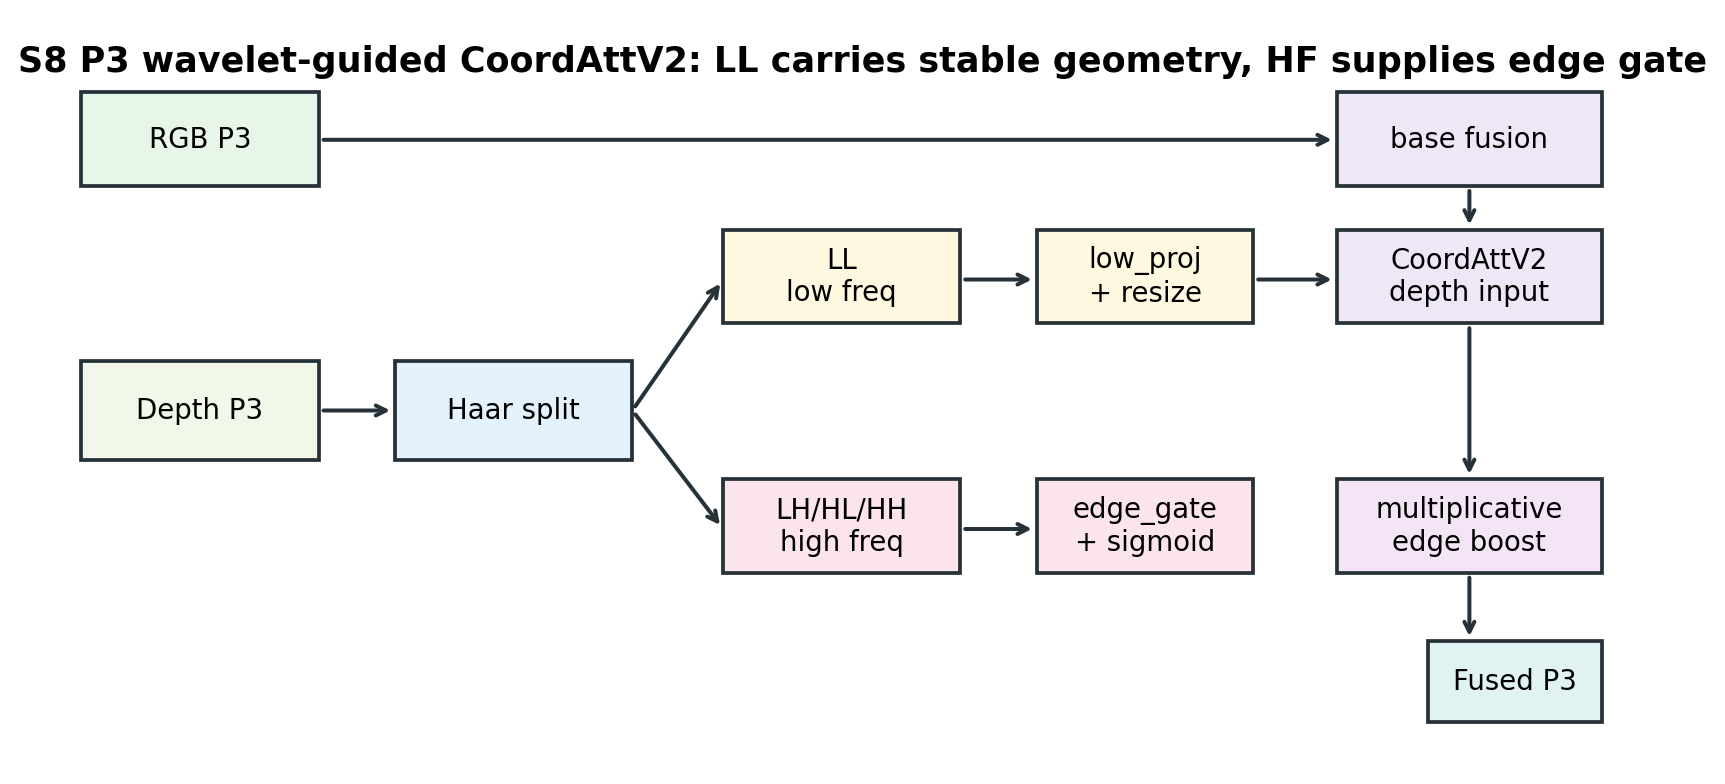 S8 P3 wavelet-guided CoordAttV2: LL carries stable geometry, HF supplies edge gate
RGB P3
base fusion
LL
low freq
low_proj
+ resize
CoordAttV2
depth input
Depth P3
Haar split
LH/HL/HH
high freq
edge_gate
+ sigmoid
multiplicative
edge boost
Fused P3